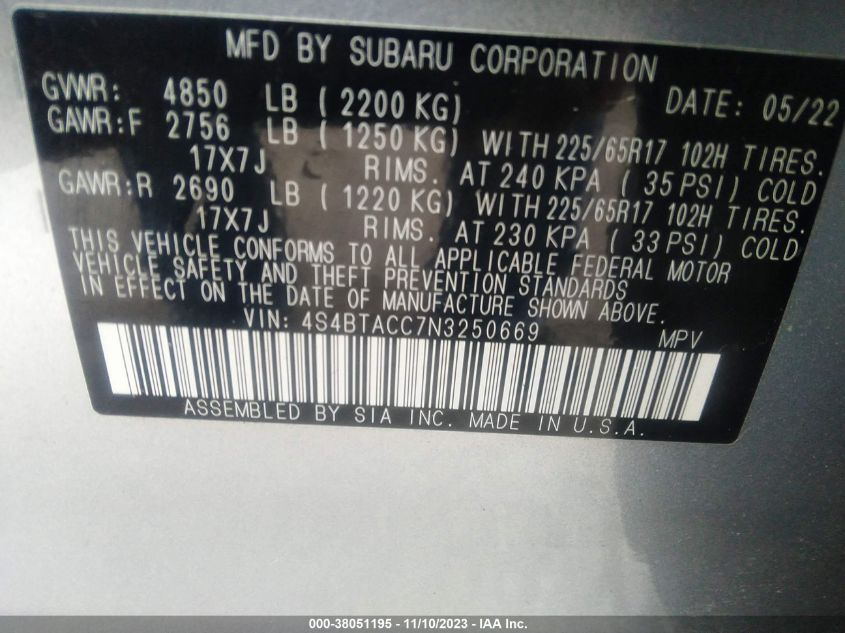 MFD BY SUBARU CORPORATION
GVWR: 4850 LB ( 2200 KG) DATE: 05/22
GAWR:F 2756 LB ( 1250 KG) WITH 225/65R17 102H TIRES.
17X7J RIMS. AT 240 KPA ( 35 PSI) COLD
GAWR:R 2690 LB ( 1220 KG) WITH 225/65R17 102H TIRES.
17X7J RIMS. AT 230 KPA ( 33 PSI) COLD
THIS VEHICLE CONFORMS TO ALL APPLICABLE FEDERAL MOTOR
VEHICLE SAFETY AND THEFT PREVENTION STANDARDS
IN EFFECT ON THE DATE OF MANUFACTURE SHOWN ABOVE.
VIN: 4S4BTACC7N3250669 MPV
ASSEMBLED BY SIA INC. MADE IN U.S.A.
000-38051195 - 11/10/2023 - IAA Inc.